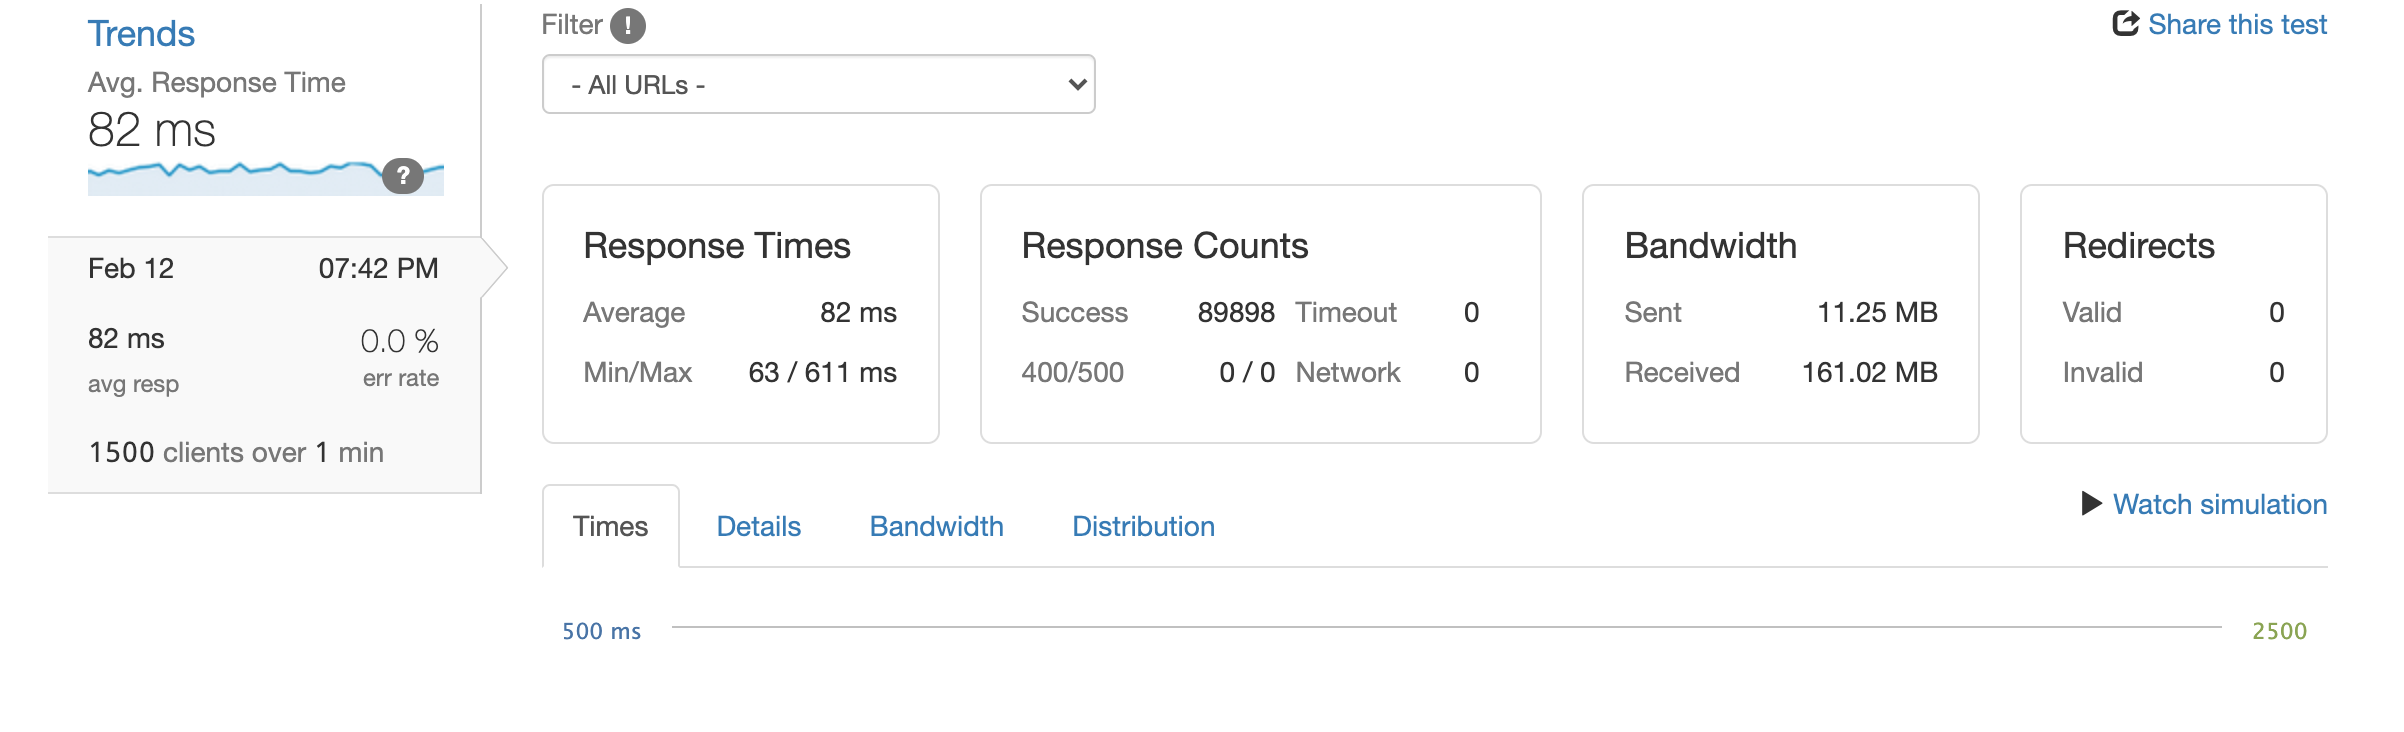 Trends
Avg. Response Time
82 ms
?
Feb 12 07:42 PM
82 ms 0.0 %
avg resp err rate
1500 clients over 1 min
Filter !
Share this test
- All URLs -
Response Times
Average 82 ms
Min/Max 63 / 611 ms
Response Counts
Success 89898 Timeout 0
400/500 0 / 0 Network 0
Bandwidth
Sent 11.25 MB
Received 161.02 MB
Redirects
Valid 0
Invalid 0
Watch simulation
Times Details Bandwidth Distribution
500 ms 2500